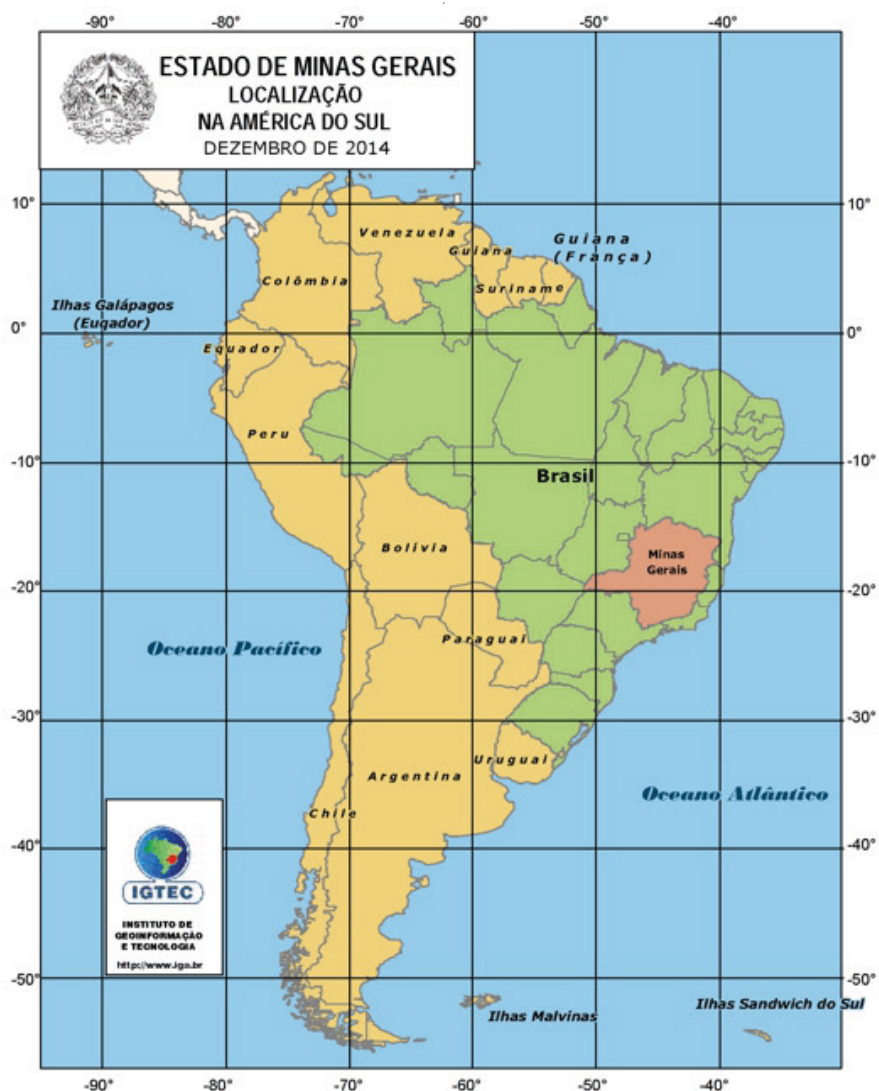 -90°
-80°
-70°
-60°
-50°
-40°
ESTADO DE MINAS GERAIS
LOCALIZAÇÃO
NA AMÉRICA DO SUL
DEZEMBRO DE 2014
10°
10°
Venezuela
Guiana
Guiana
(França)
Suriname
Colômbia
Ilhas Galápagos
(Euqador)
0°
0°
Equador
Peru
-10°
-10°
Brasil
Bolívia
Minas
Gerais
-20°
-20°
Paraguai
Oceano Pacífico
-30°
-30°
Uruguai
Argentina
Oceano Atlântico
Chile
-40°
-40°
IGTEC
INSTITUTO DE
GEOINFORMAÇÃO
E TECNOLOGIA
http://www.iga.br
-50°
-50°
Ilhas Malvinas
Ilhas Sandwich do Sul
-90°
-80°
-70°
-60°
-50°
-40°